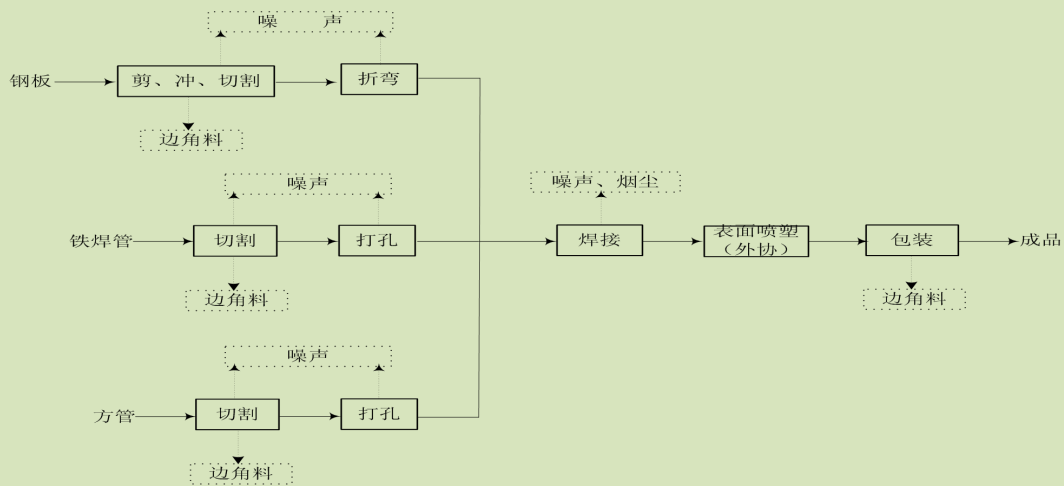 噪 声
钢板
剪、冲、切割
折弯
边角料
噪声
铁焊管
切割
打孔
边角料
噪声、烟尘
焊接
表面喷塑
（外协）
包装
成品
边角料
噪声
方管
切割
打孔
边角料